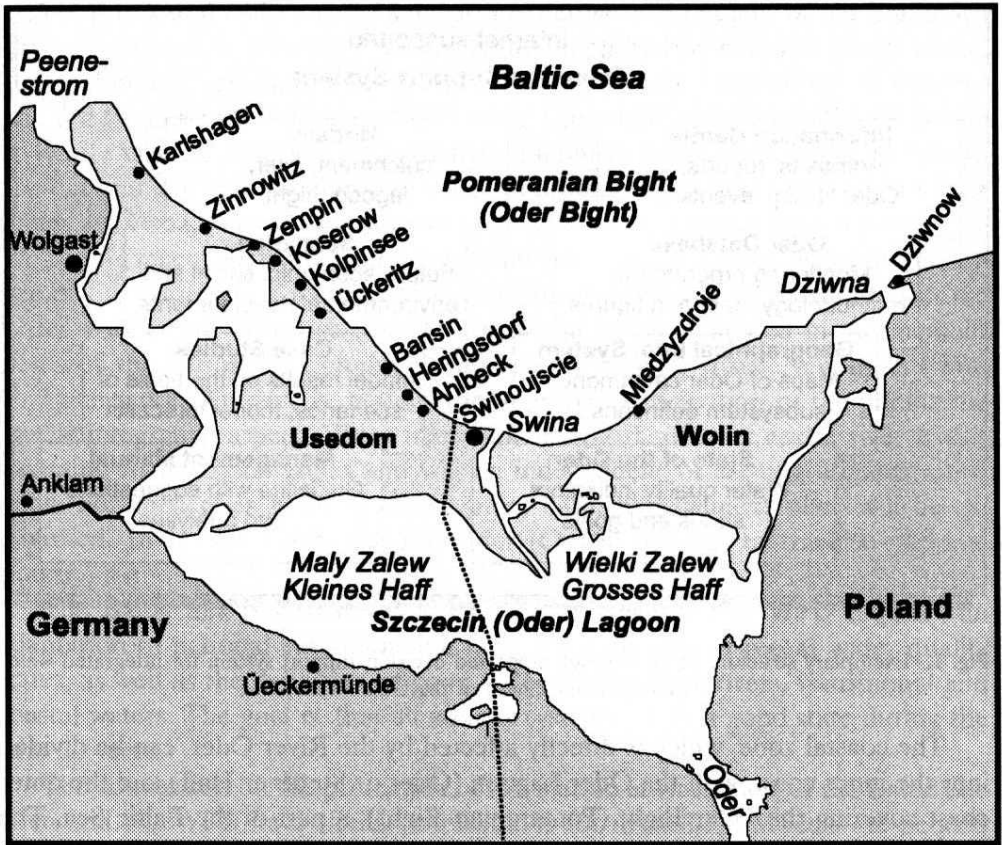 Peene-
strom
Baltic Sea
Karlshagen
Pomeranian Bight
(Oder Bight)
Zinnowitz
Zempin
Koserow
Kolpinsee
Ückeritz
Wolgast
Dziwnow
Dziwna
Bansin
Heringsdorf
Ahlbeck
Swinoujscie
Swina
Miedzyzdroje
Usedom
Wolin
Anklam
Maly Zalew
Kleines Haff
Wielki Zalew
Grosses Haff
Germany
Szczecin (Oder) Lagoon
Poland
Üeckermünde
Oder